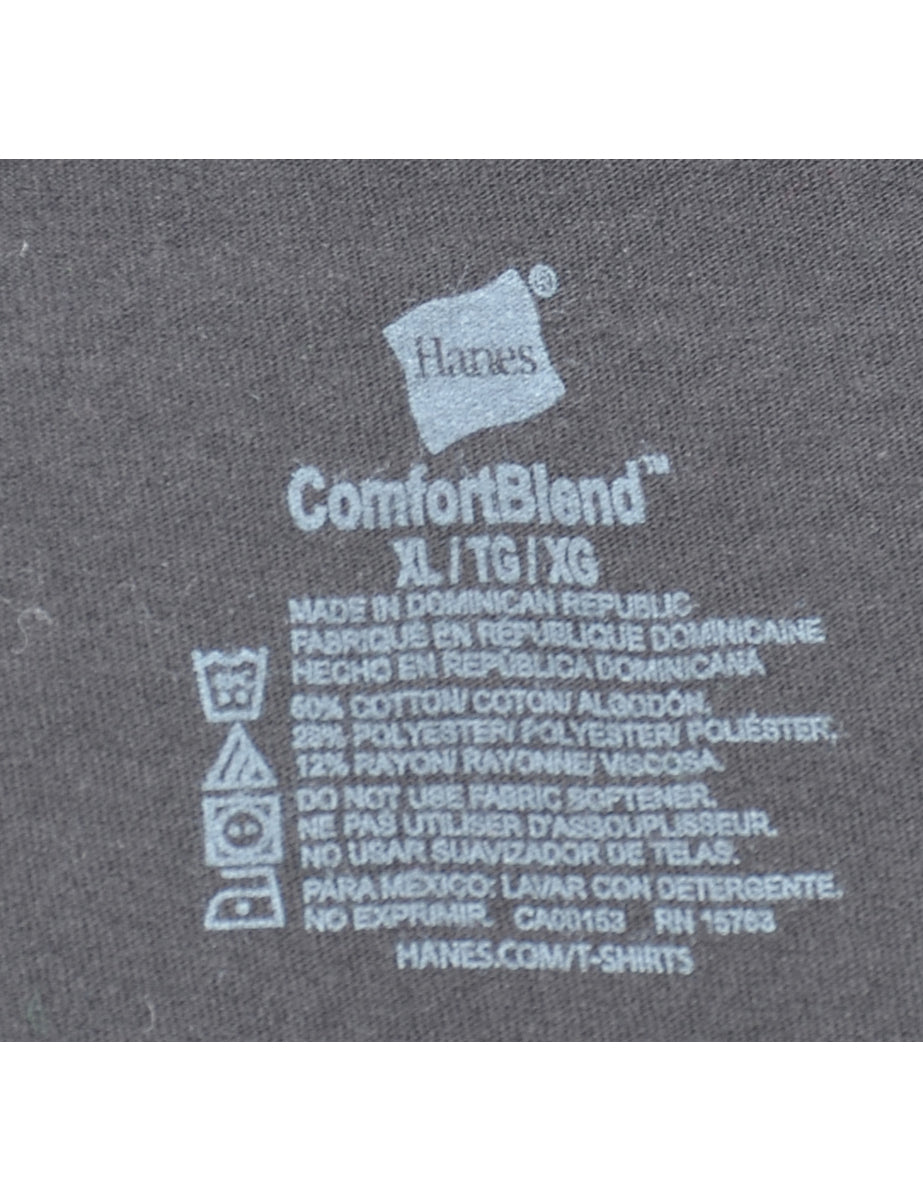 Hanes®
ComfortBlend™
XL / TG / XG
MADE IN DOMINICAN REPUBLIC
FABRIQUÉ EN RÉPUBLIQUE DOMINICAINE
HECHO EN REPÚBLICA DOMINICANA
60% COTTON/ COTON/ ALGODÓN.
28% POLYESTER/ POLYESTER/ POLIÉSTER.
12% RAYON/ RAYONNE/ VISCOSA.
DO NOT USE FABRIC SOFTENER.
NE PAS UTILISER D'ASSOUPLISSEUR.
NO USAR SUAVIZADOR DE TELAS.
PARA MÉXICO: LAVAR CON DETERGENTE.
NO EXPRIMIR. CA00153 RN 15763
HANES.COM/T-SHIRTS